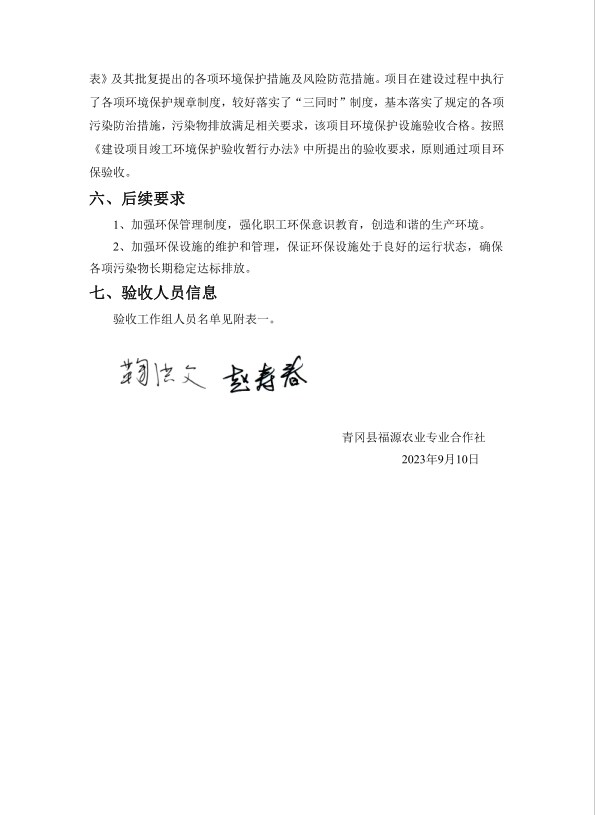 表》及其批复提出的各项环境保护措施及风险防范措施。项目在建设过程中执行
了各项环境保护规章制度，较好落实了“三同时”制度，基本落实了规定的各项
污染防治措施，污染物排放满足相关要求，该项目环境保护设施验收合格。按照
《建设项目竣工环境保护验收暂行办法》中所提出的验收要求，原则通过项目环
保验收。
六、后续要求
1、加强环保管理制度，强化职工环保意识教育，创造和谐的生产环境。
2、加强环保设施的维护和管理，保证环保设施处于良好的运行状态，确保
各项污染物长期稳定达标排放。
七、验收人员信息
验收工作组人员名单见附表一。
鞠洪文 赵寿春
青冈县福源农业专业合作社
2023年9月10日